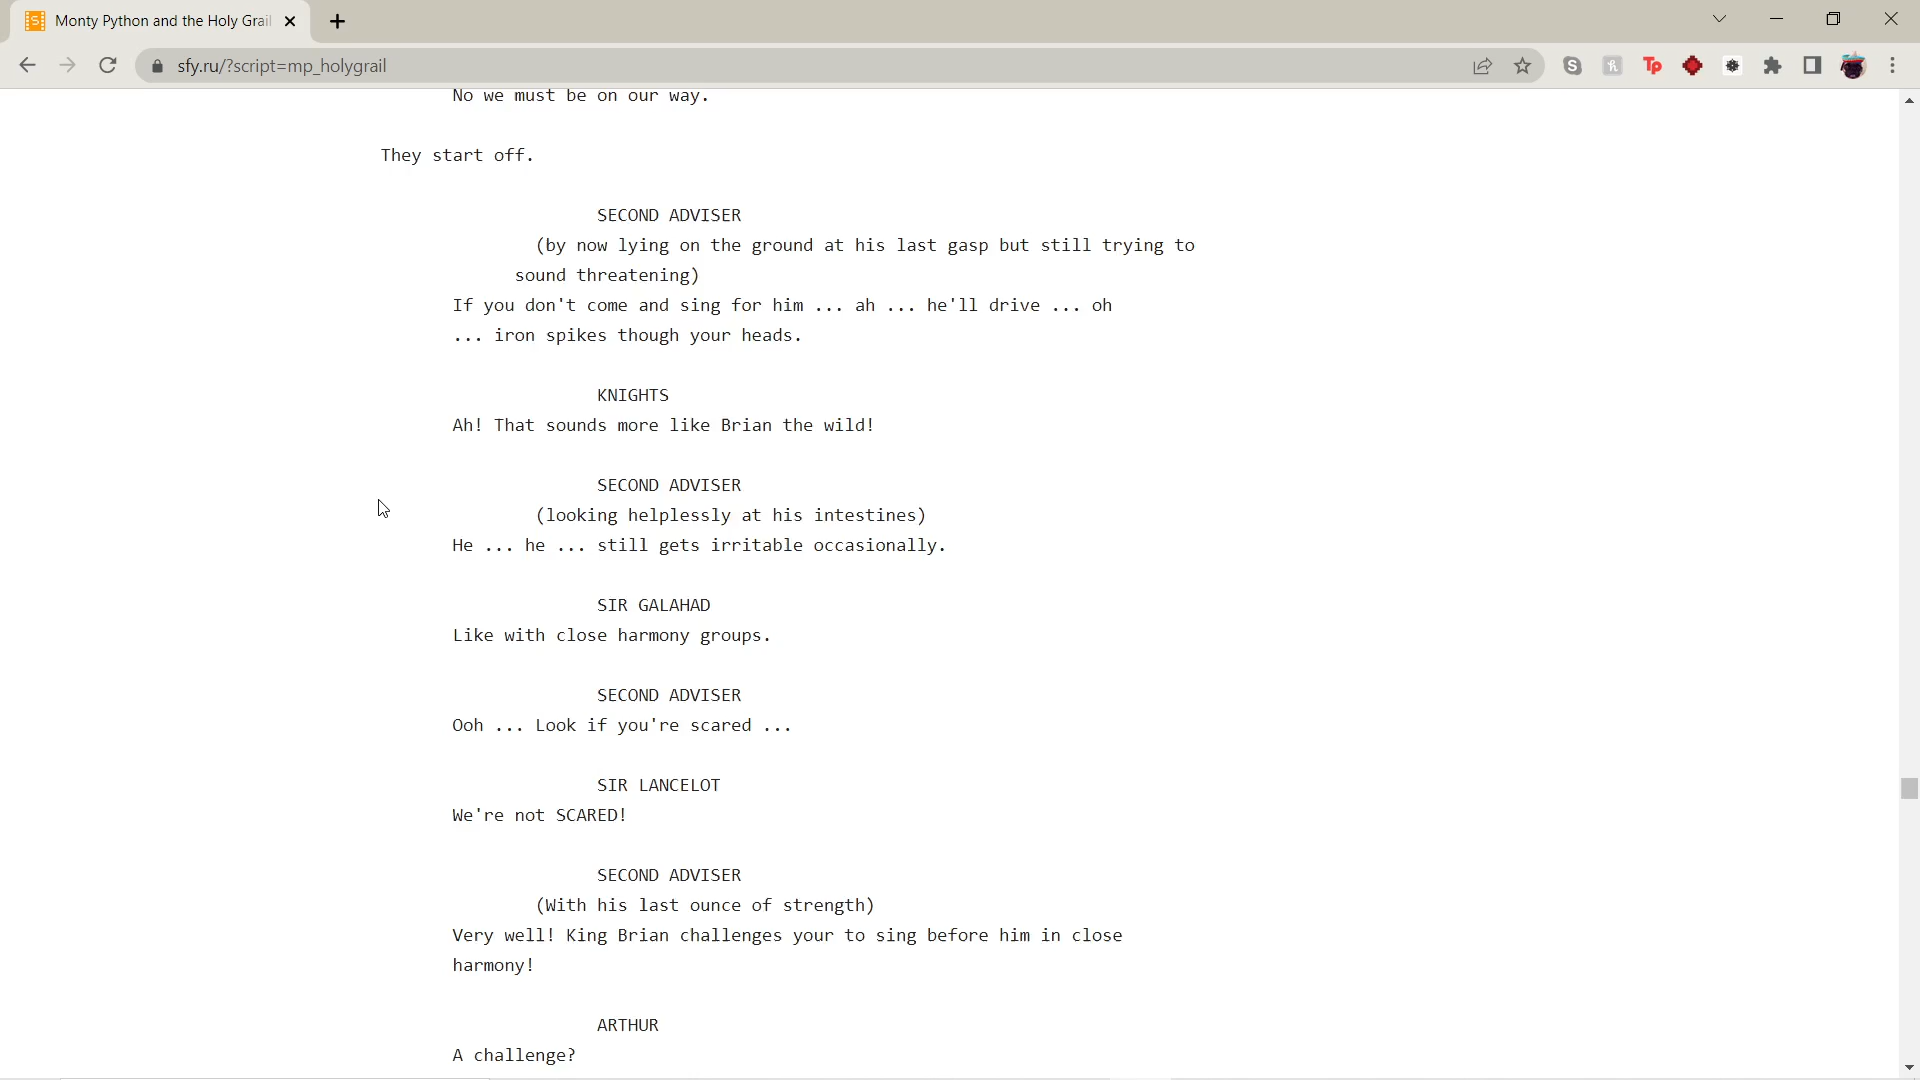 Monty Python and the Holy Grail
sfy.ru/?script=mp_holygrail
No we must be on our way.
They start off.
SECOND ADVISER
(by now lying on the ground at his last gasp but still trying to
sound threatening)
If you don't come and sing for him ... ah ... he'll drive ... oh
... iron spikes though your heads.
KNIGHTS
Ah! That sounds more like Brian the wild!
SECOND ADVISER
(looking helplessly at his intestines)
He ... he ... still gets irritable occasionally.
SIR GALAHAD
Like with close harmony groups.
SECOND ADVISER
Ooh ... Look if you're scared ...
SIR LANCELOT
We're not SCARED!
SECOND ADVISER
(With his last ounce of strength)
Very well! King Brian challenges your to sing before him in close
harmony!
ARTHUR
A challenge?